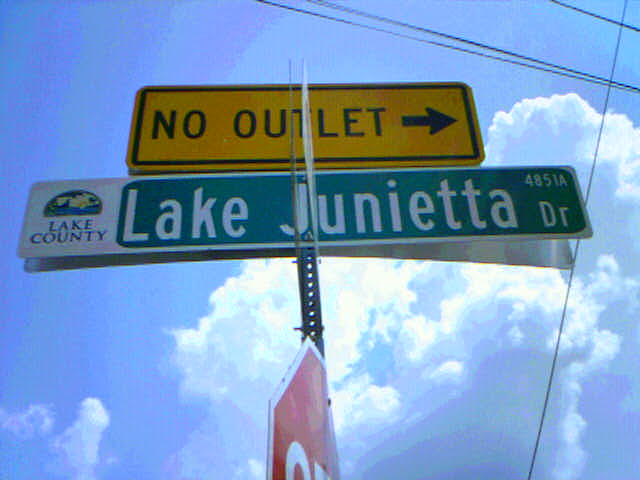 NO OUTLET
4851A
Lake Junietta Dr
LAKE
COUNTY